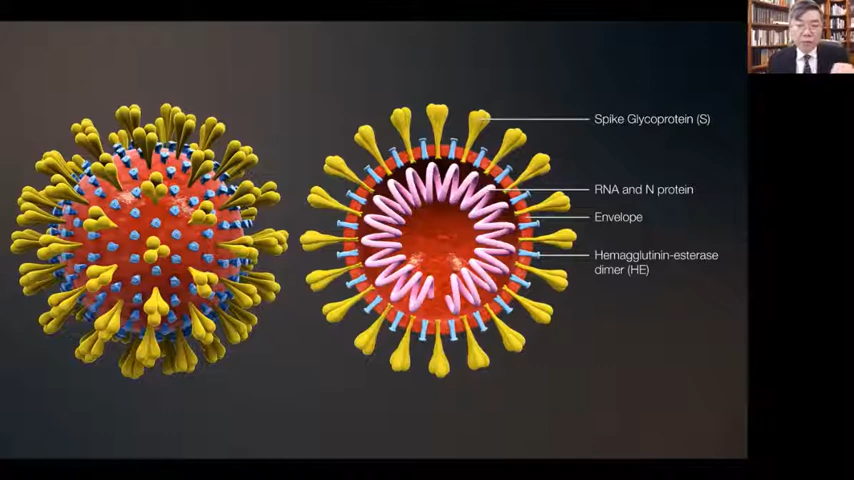 Spike Glycoprotein (S)
RNA and N protein
Envelope
Hemagglutinin-esterase
dimer (HE)